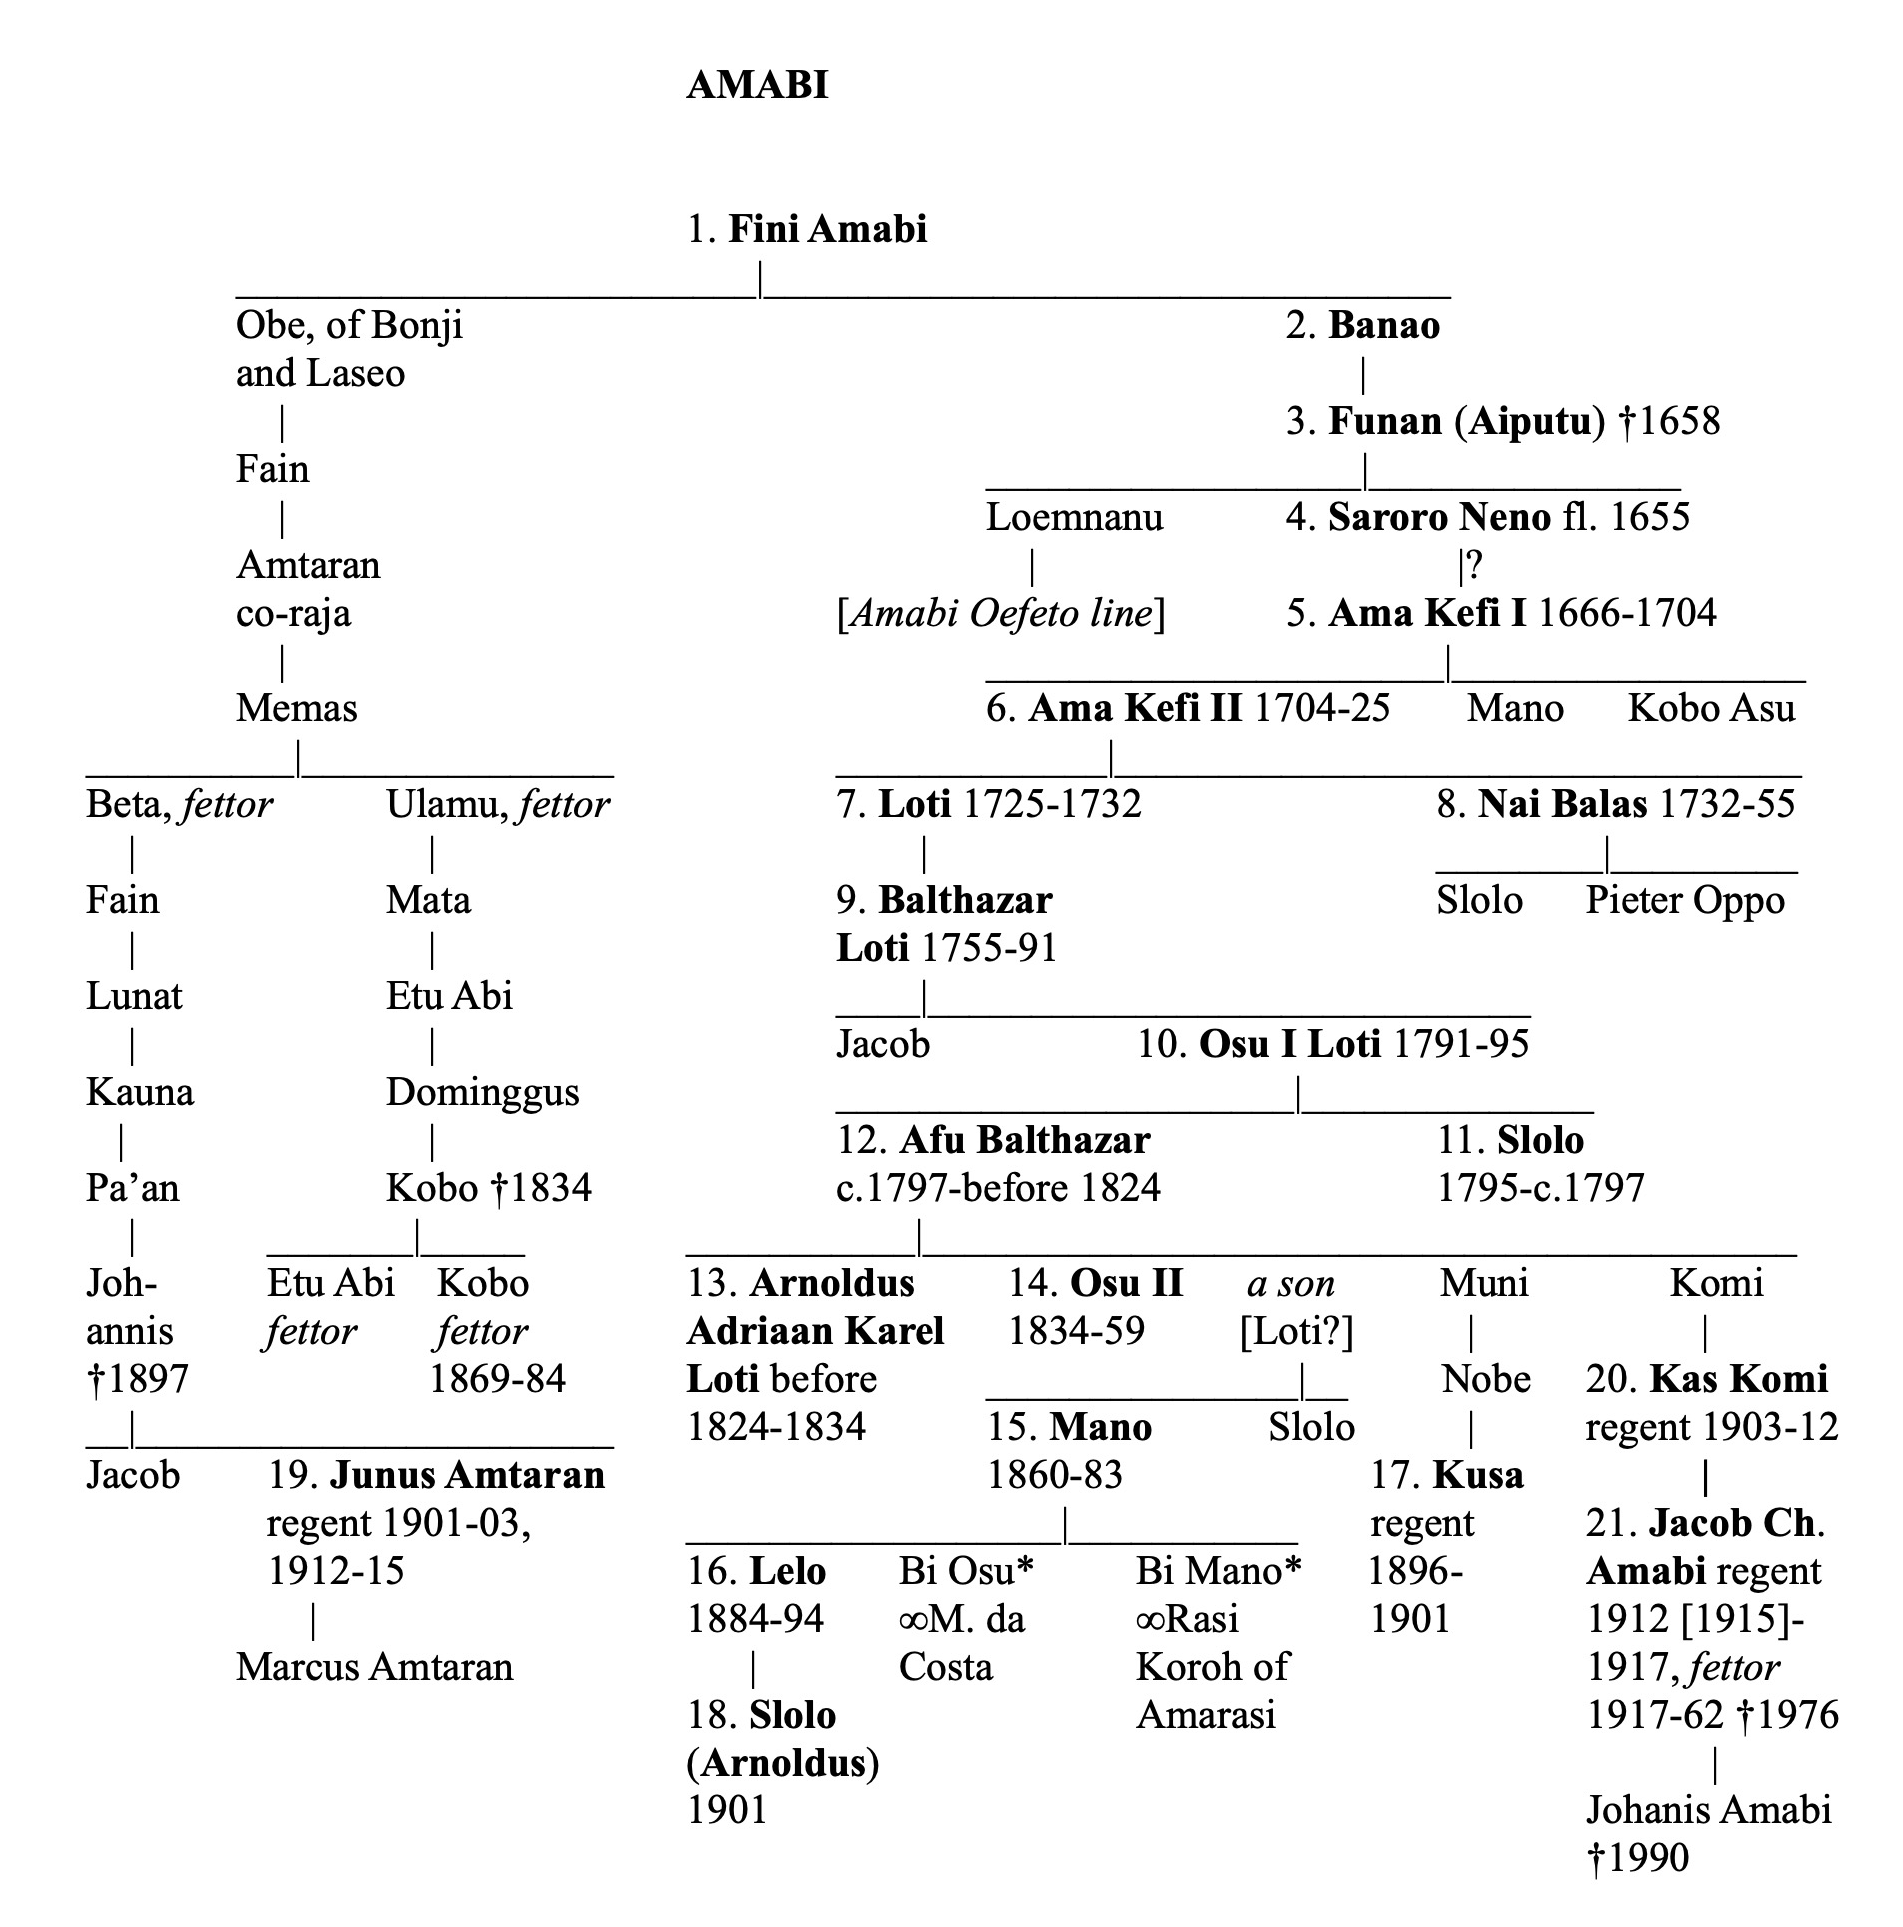 AMABI
1. Fini Amabi
Obe, of Bonji 2. Banao
and Laseo
3. Funan (Aiputu) †1658
Fain
Loemnanu 4. Saroro Neno fl. 1655
Amtaran |?
co-raja [Amabi Oefeto line] 5. Ama Kefi I 1666-1704
Memas 6. Ama Kefi II 1704-25 Mano Kobo Asu
Beta, fettor Ulamu, fettor 7. Loti 1725-1732 8. Nai Balas 1732-55
Fain Mata 9. Balthazar Slolo Pieter Oppo
Loti 1755-91
Lunat Etu Abi
Jacob 10. Osu I Loti 1791-95
Kauna Dominggus
12. Afu Balthazar 11. Slolo
Pa’an Kobo †1834 c.1797-before 1824 1795-c.1797
Joh- Etu Abi Kobo 13. Arnoldus 14. Osu II a son Muni Komi
annis fettor fettor Adriaan Karel 1834-59 [Loti?]
†1897 1869-84 Loti before Nobe 20. Kas Komi
1824-1834 15. Mano Slolo regent 1903-12
Jacob 19. Junus Amtaran 1860-83 17. Kusa
regent 1901-03, regent 21. Jacob Ch.
1912-15 16. Lelo Bi Osu* Bi Mano* 1896- Amabi regent
1884-94 ∞M. da ∞Rasi 1901 1912 [1915]-
Marcus Amtaran Costa Koroh of 1917, fettor
18. Slolo Amarasi 1917-62 †1976
(Arnoldus)
1901 Johanis Amabi
†1990